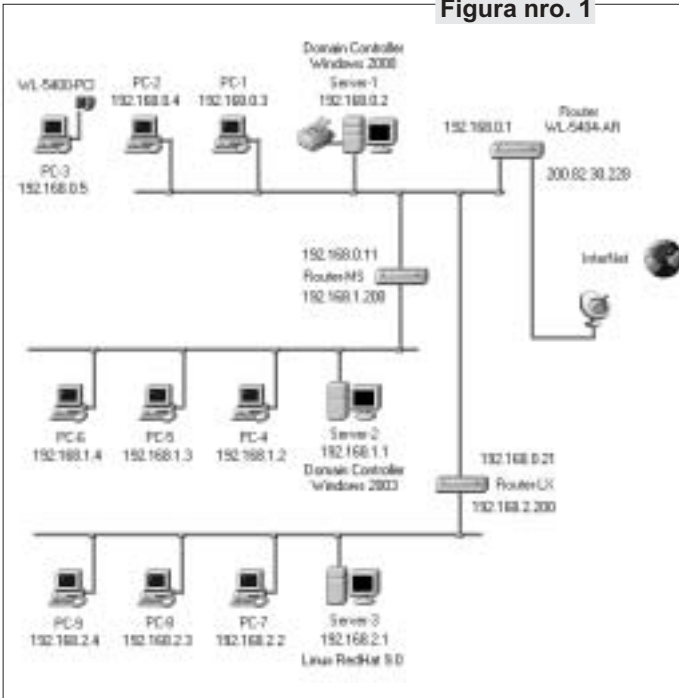 Figura nro. 1
Domain Controller
Windows 2000
Server-1
192.168.0.2
WL-5400-PCI
PC-2
192.168.0.4
PC-1
192.168.0.3
PC-3
192.168.0.5
192.168.0.1
Router
WL-5404-AR
200.82.30.228
InterNet
192.168.0.11
Router-MS
192.168.1.200
PC-6
192.168.1.4
PC-5
192.168.1.3
PC-4
192.168.1.2
Server-2
192.168.1.1
Domain Controller
Windows 2003
192.168.0.21
Router-LX
192.168.2.200
PC-9
192.168.2.4
PC-8
192.168.2.3
PC-7
192.168.2.2
Server-3
192.168.2.1
Linux RedHat 9.0